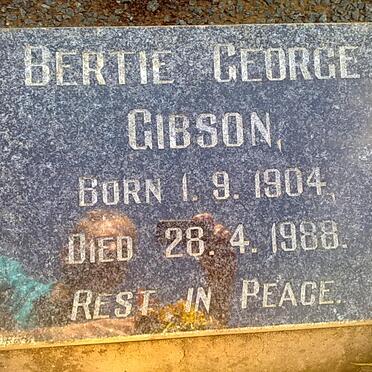 BERTIE GEORGE
GIBSON,
BORN 1. 9. 1904,
DIED 28. 4. 1988.
REST IN PEACE.